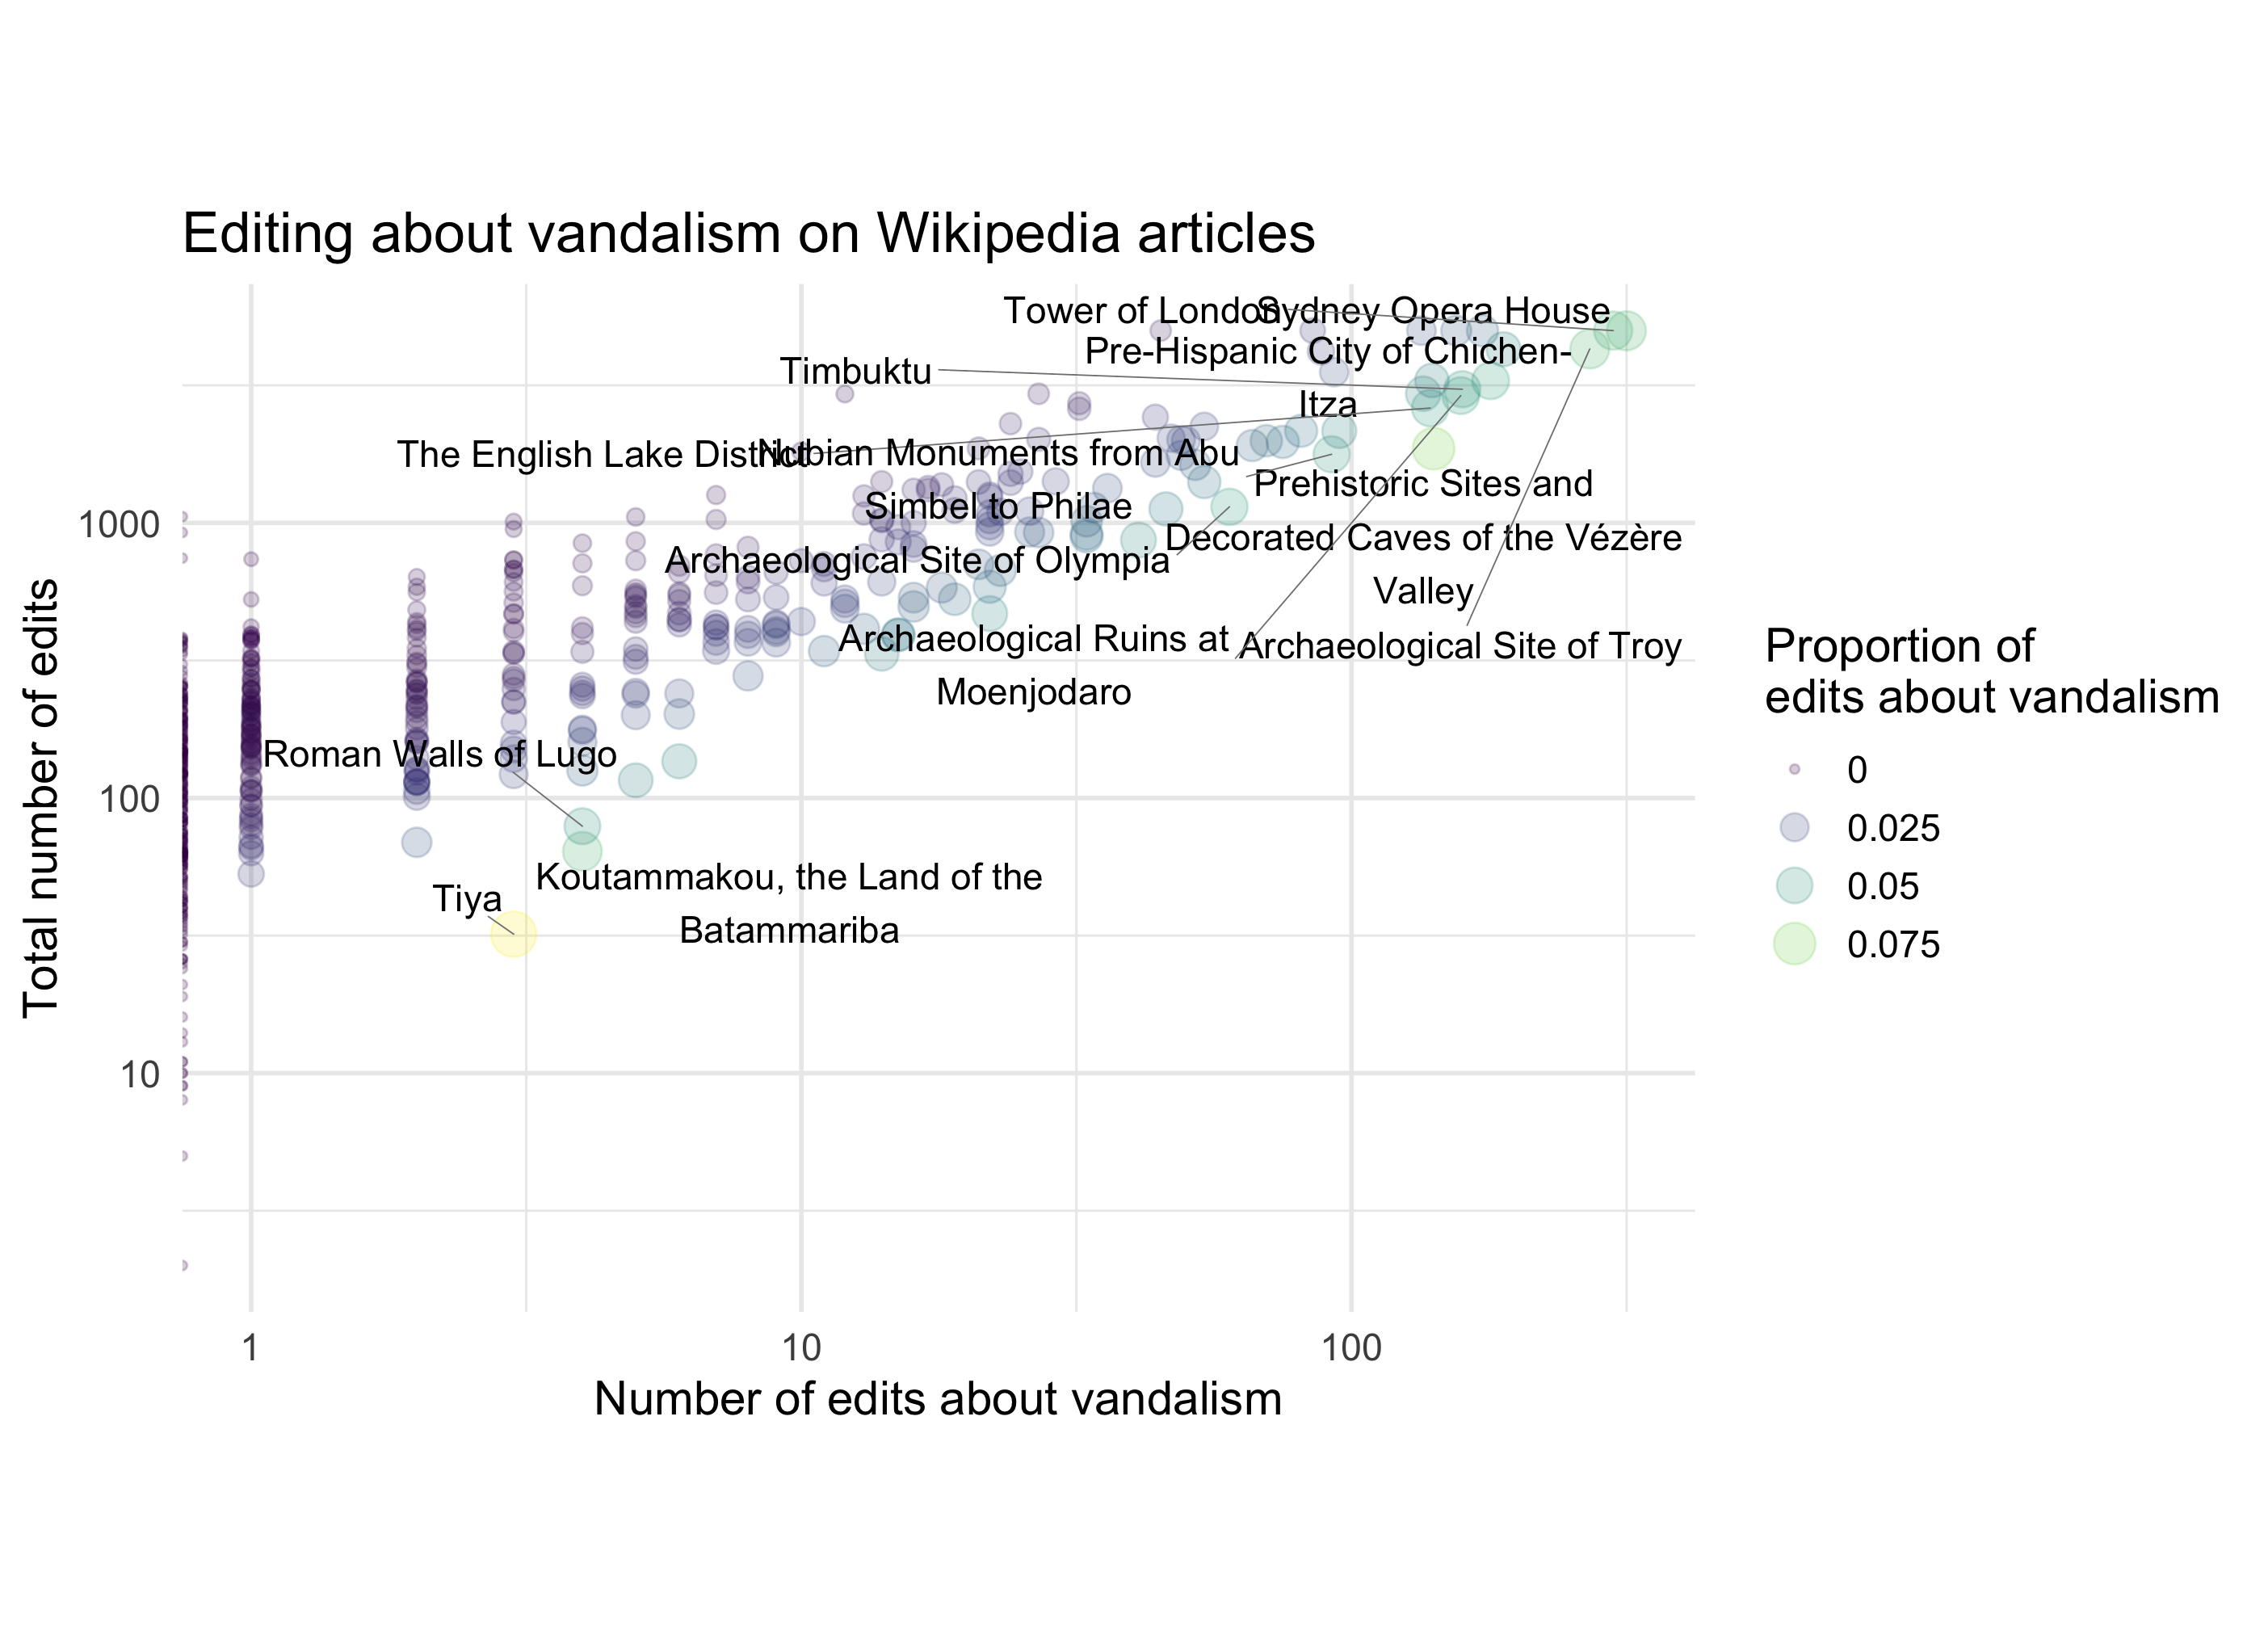 Editing about vandalism on Wikipedia articles
Tower of London
Sydney Opera House
Pre-Hispanic City of Chichen-
Itza
Timbuktu
The English Lake District
Nubian Monuments from Abu
Simbel to Philae
Prehistoric Sites and
Decorated Caves of the Vézère
Valley
Archaeological Site of Olympia
Archaeological Ruins at
Moenjodaro
Archaeological Site of Troy
Roman Walls of Lugo
Koutammakou, the Land of the
Batammariba
Tiya
Total number of edits
1000
100
10
1
10
100
Number of edits about vandalism
Proportion of
edits about vandalism
0
0.025
0.05
0.075